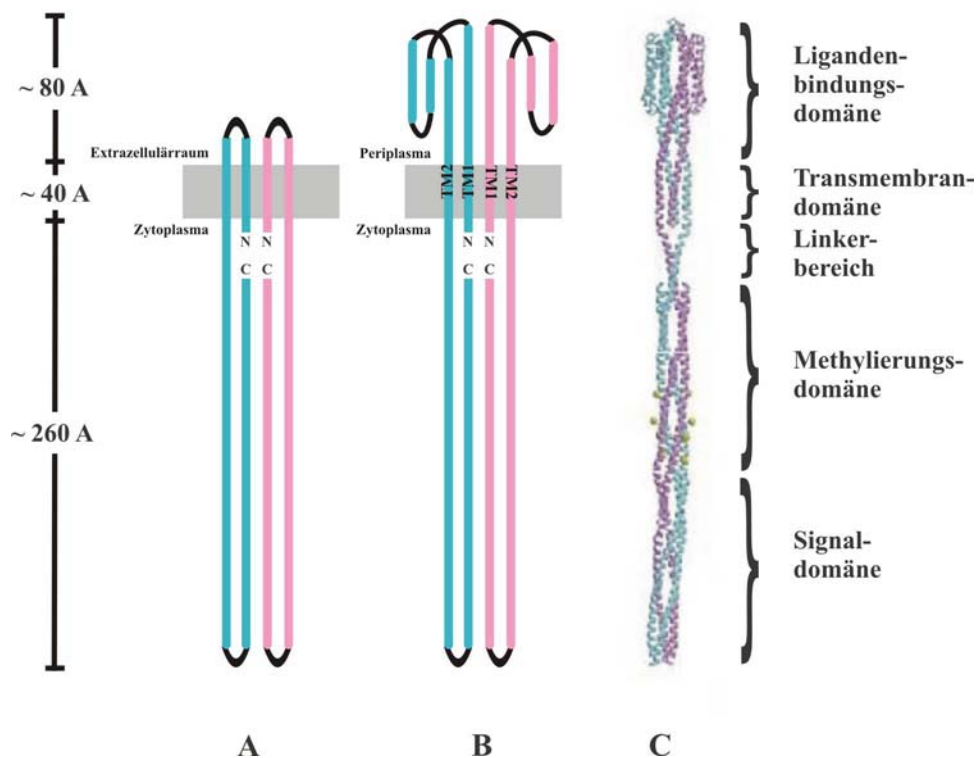 ~ 80 A
~ 40 A
~ 260 A
Extrazellulärraum
Zytoplasma
N N
C C
A
Periplasma
TM2 TM1 TM1 TM2
Zytoplasma
N N
C C
B
C
Liganden-
bindungs-
domäne
Transmembran-
domäne
Linker-
bereich
Methylierungs-
domäne
Signal-
domäne